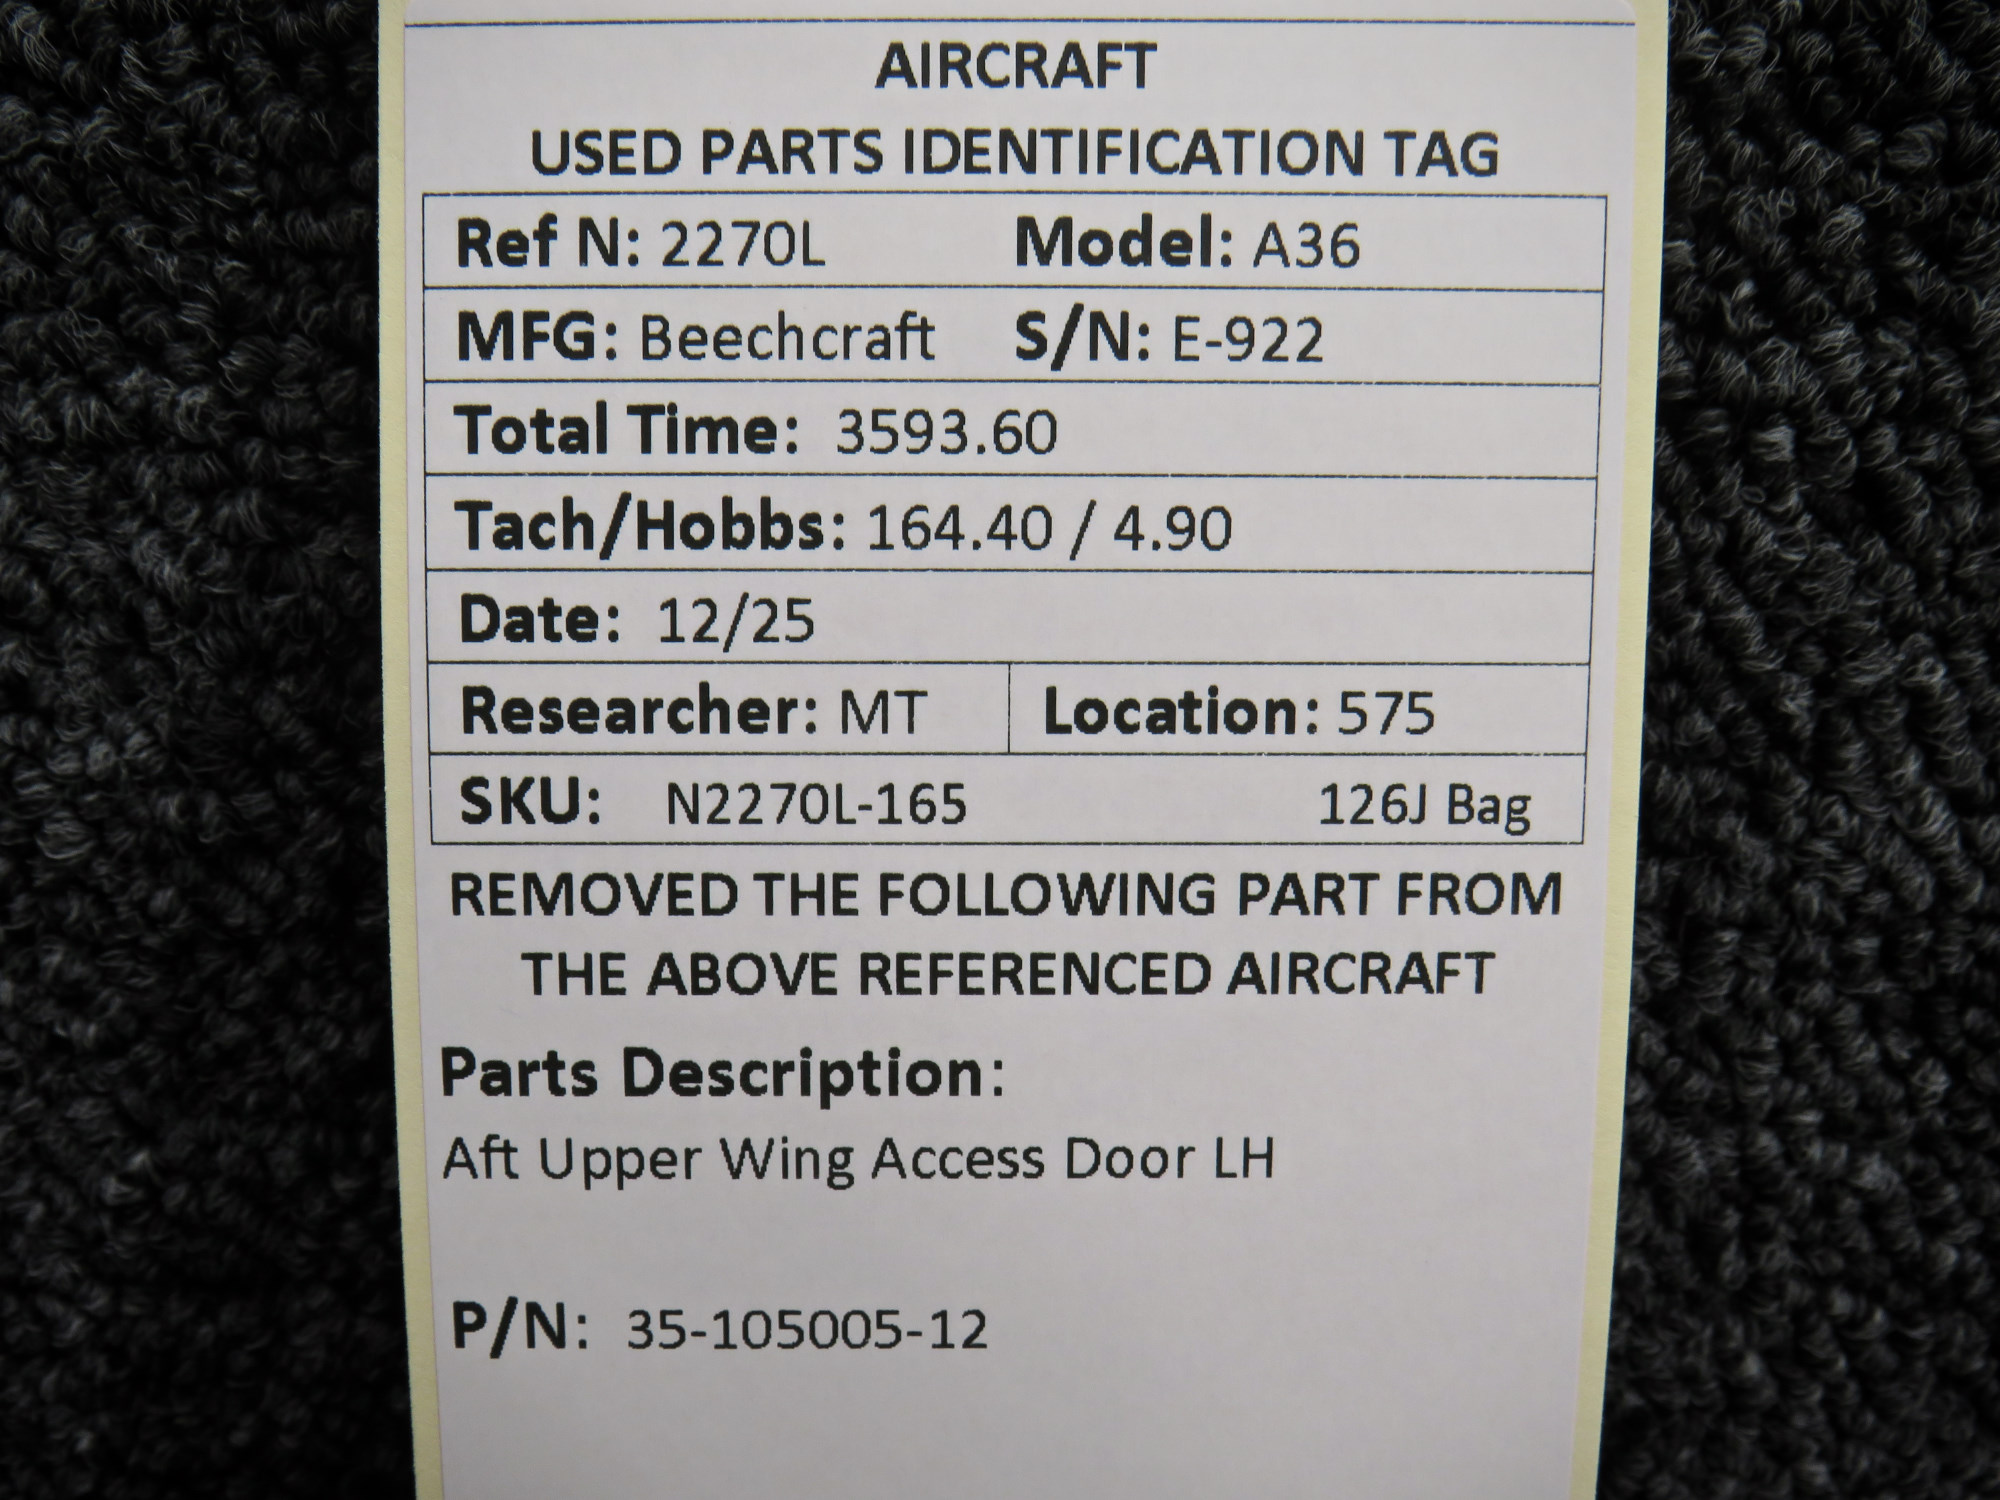 AIRCRAFT
USED PARTS IDENTIFICATION TAG
Ref N: 2270L Model: A36
MFG: Beechcraft S/N: E-922
Total Time: 3593.60
Tach/Hobbs: 164.40 / 4.90
Date: 12/25
Researcher: MT Location: 575
SKU: N2270L-165 126J Bag
REMOVED THE FOLLOWING PART FROM
THE ABOVE REFERENCED AIRCRAFT
Parts Description:
Aft Upper Wing Access Door LH
P/N: 35-105005-12